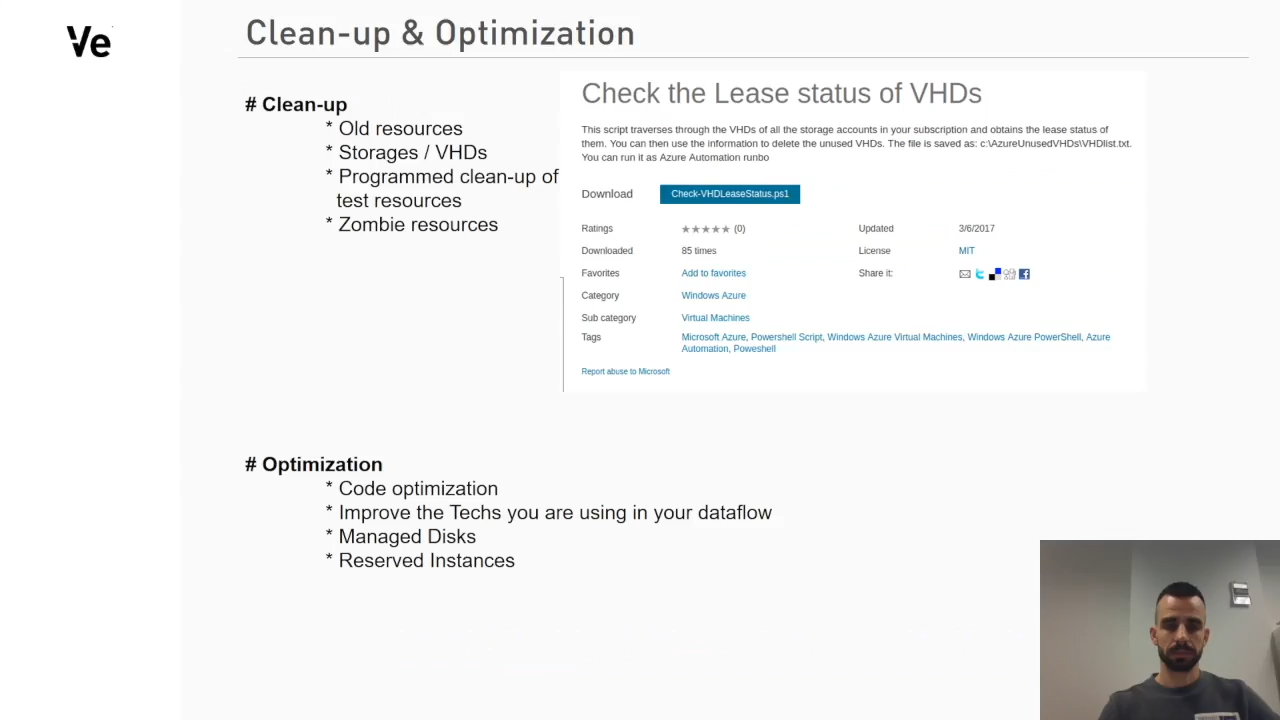 Ve
Clean-up & Optimization
# Clean-up
* Old resources
* Storages / VHDs
* Programmed clean-up of
test resources
* Zombie resources
Check the Lease status of VHDs
This script traverses through the VHDs of all the storage accounts in your subscription and obtains the lease status of
them. You can then use the information to delete the unused VHDs. The file is saved as: c:\AzureUnusedVHDs\VHDlist.txt.
You can run it as Azure Automation runbo
Download Check-VHDLeaseStatus.ps1
Ratings ★★★★★ (0) Updated 3/6/2017
Downloaded 85 times License MIT
Favorites Add to favorites Share it:
Category Windows Azure
Sub category Virtual Machines
Tags Microsoft Azure, Powershell Script, Windows Azure Virtual Machines, Windows Azure PowerShell, Azure
Automation, Poweshell
Report abuse to Microsoft
# Optimization
* Code optimization
* Improve the Techs you are using in your dataflow
* Managed Disks
* Reserved Instances